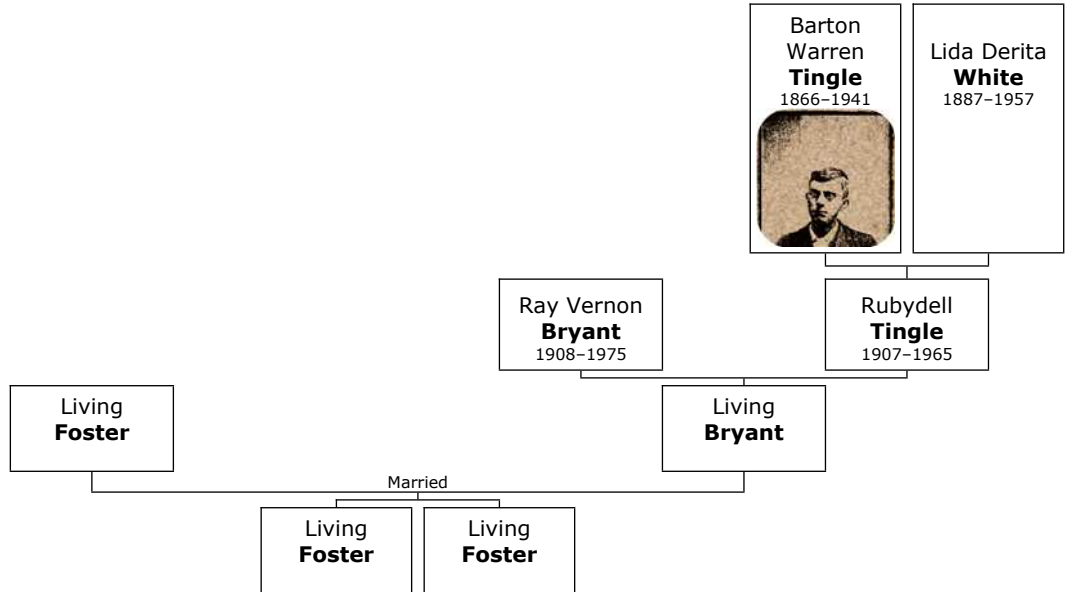 Barton
Warren
Tingle
1866–1941
Lida Derita
White
1887–1957
Ray Vernon
Bryant
1908–1975
Rubydell
Tingle
1907–1965
Living
Foster
Living
Bryant
Married
Living
Foster
Living
Foster